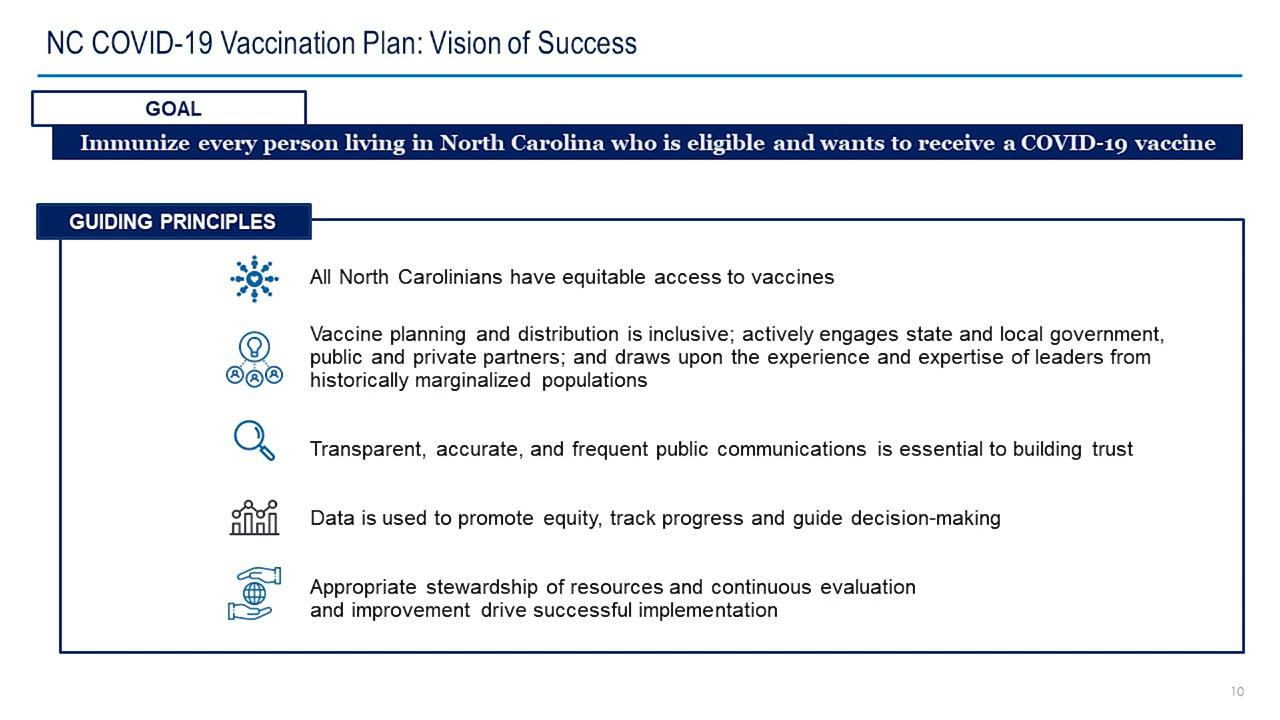 NC COVID-19 Vaccination Plan: Vision of Success
GOAL
Immunize every person living in North Carolina who is eligible and wants to receive a COVID-19 vaccine
GUIDING PRINCIPLES
All North Carolinians have equitable access to vaccines
Vaccine planning and distribution is inclusive; actively engages state and local government,
public and private partners; and draws upon the experience and expertise of leaders from
historically marginalized populations
Transparent, accurate, and frequent public communications is essential to building trust
Data is used to promote equity, track progress and guide decision-making
Appropriate stewardship of resources and continuous evaluation
and improvement drive successful implementation
10